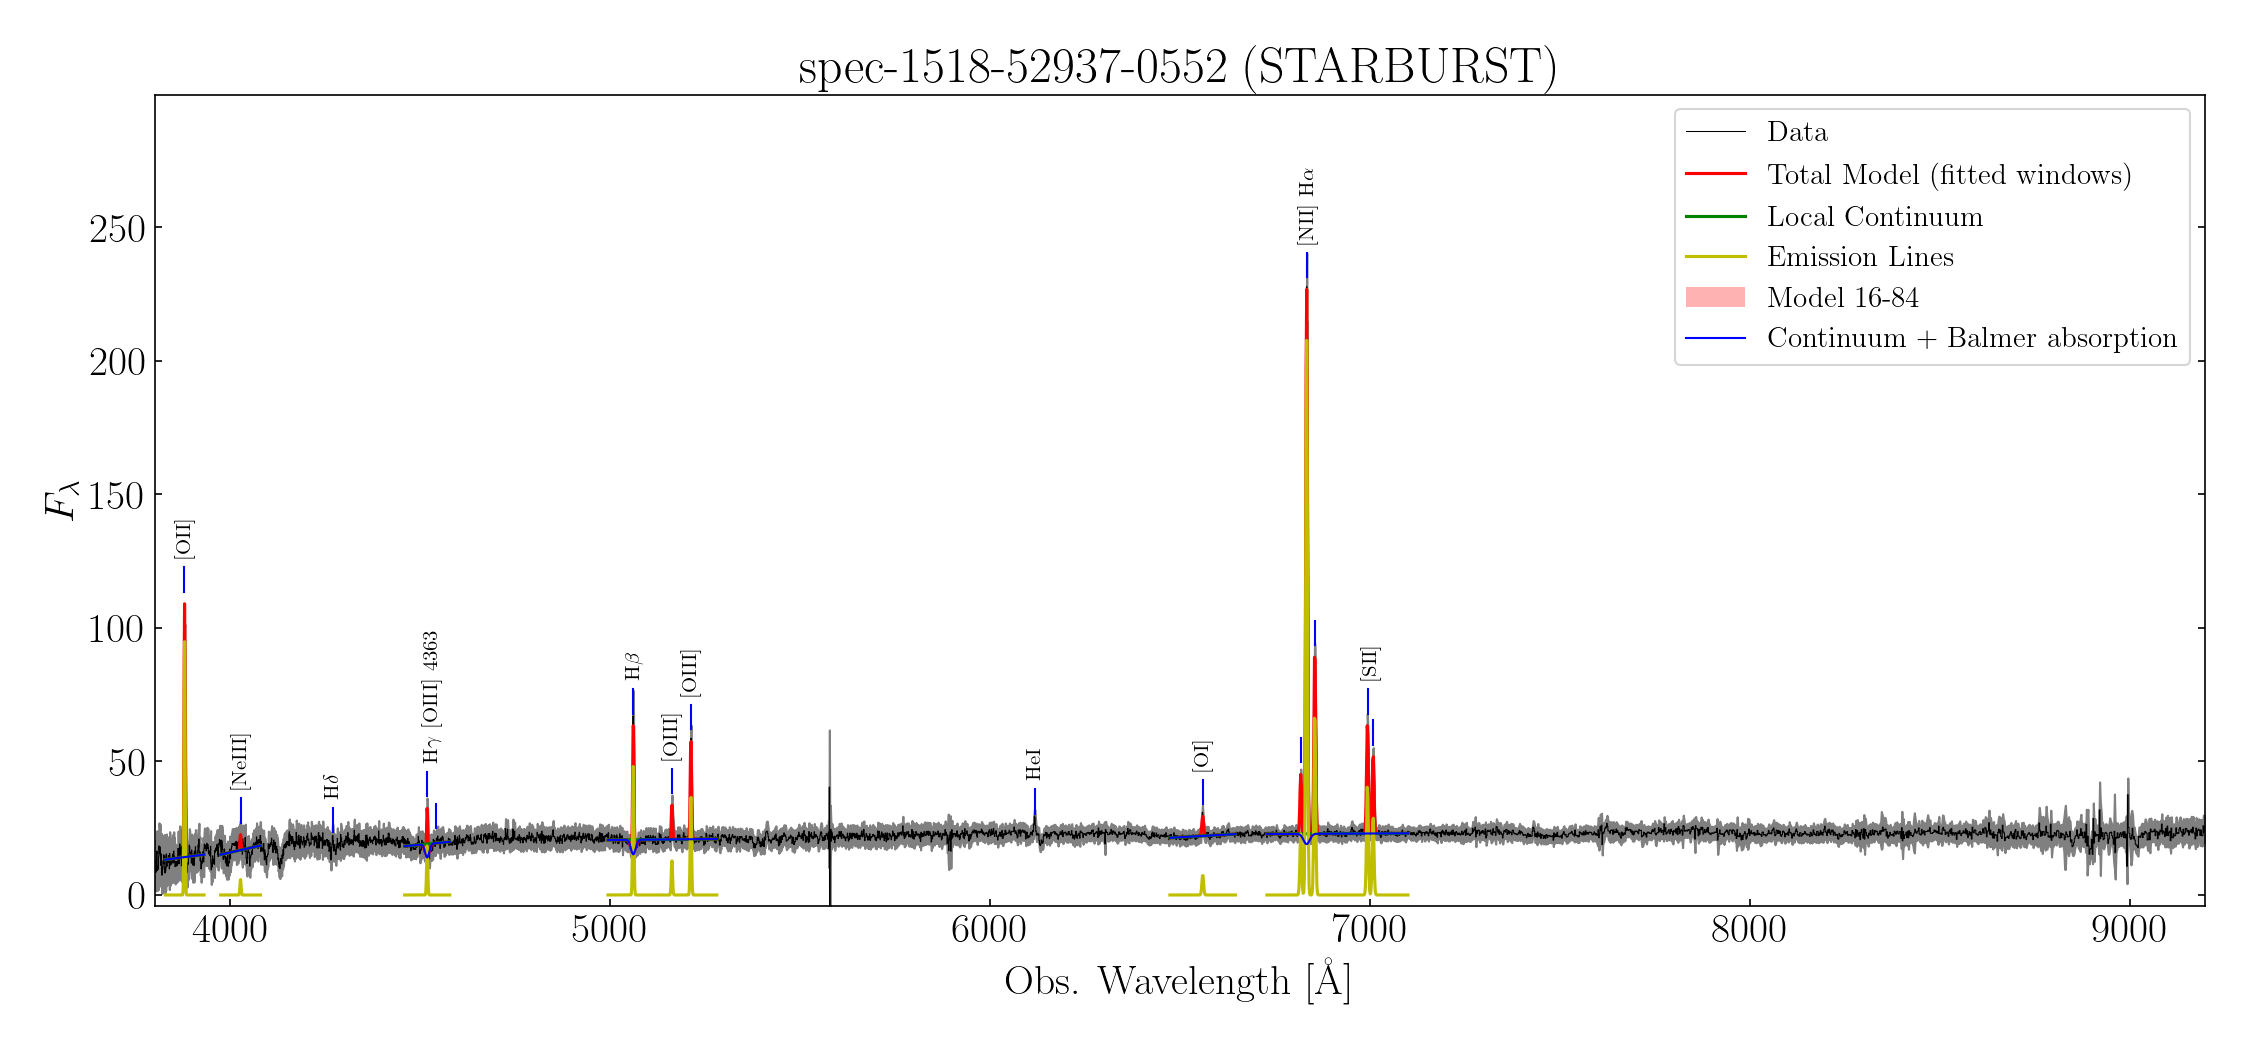 spec-1518-52937-0552 (STARBURST)
Data
Total Model (fitted windows)
Local Continuum
Emission Lines
Model 16-84
Continuum + Balmer absorption
[OII]
[NeIII]
Hδ
Hγ [OIII] 4363
Hβ
[OIII]
[OIII]
HeI
[OI]
[NII] Hα
[SII]
250
200
150
100
50
0
F_λ
4000 5000 6000 7000 8000 9000
Obs. Wavelength [Å]